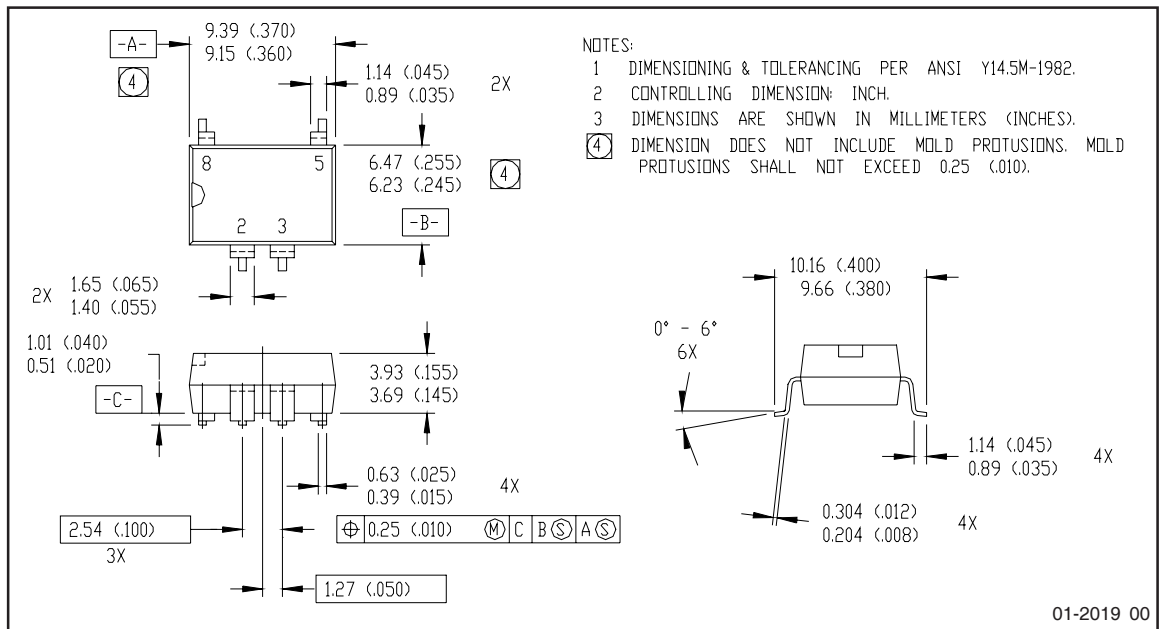 -A-
9.39 (.370)
9.15 (.360)
4
1.14 (.045)
0.89 (.035)
2X
8
5
6.47 (.255)
6.23 (.245)
4
2
3
-B-
2X
1.65 (.065)
1.40 (.055)
1.01 (.040)
0.51 (.020)
-C-
3.93 (.155)
3.69 (.145)
0.63 (.025)
0.39 (.015)
4X
2.54 (.100)
3X
⌖ 0.25 (.010) Ⓜ C B Ⓢ A Ⓢ
1.27 (.050)
NOTES:
1 DIMENSIONING & TOLERANCING PER ANSI Y14.5M-1982.
2 CONTROLLING DIMENSION: INCH.
3 DIMENSIONS ARE SHOWN IN MILLIMETERS (INCHES).
4 DIMENSION DOES NOT INCLUDE MOLD PROTUSIONS. MOLD
PROTUSIONS SHALL NOT EXCEED 0.25 (.010).
10.16 (.400)
9.66 (.380)
0° - 6°
6X
1.14 (.045)
0.89 (.035)
4X
0.304 (.012)
0.204 (.008)
4X
01-2019 00